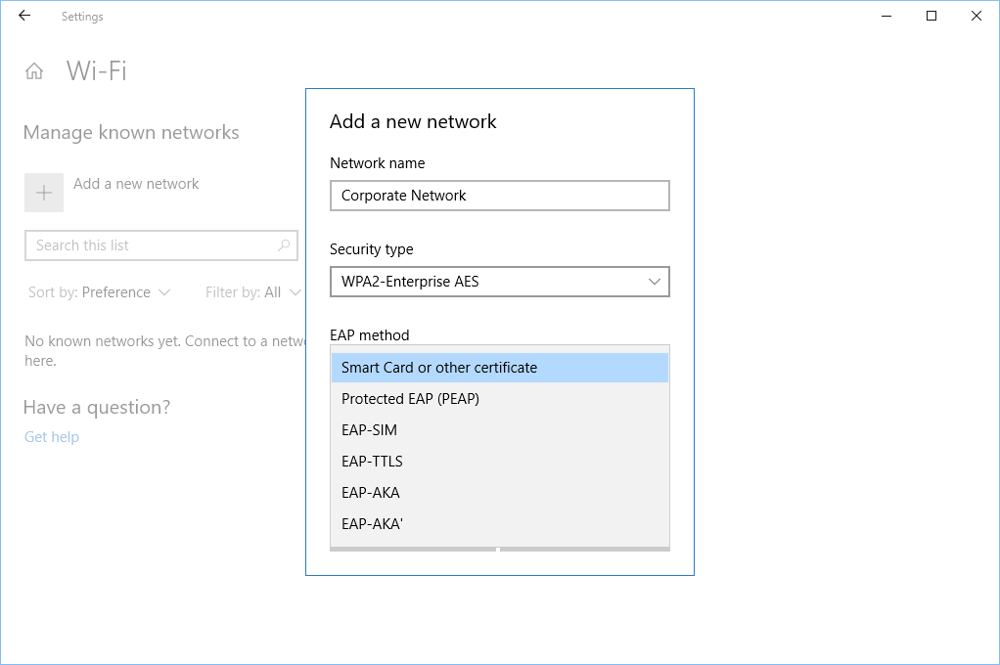 Settings
Wi-Fi
Manage known networks
Add a new network
Search this list
Sort by: Preference
Filter by: All
No known networks yet. Connect to a netw
here.
Have a question?
Get help
Add a new network
Network name
Corporate Network
Security type
WPA2-Enterprise AES
EAP method
Smart Card or other certificate
Protected EAP (PEAP)
EAP-SIM
EAP-TTLS
EAP-AKA
EAP-AKA'